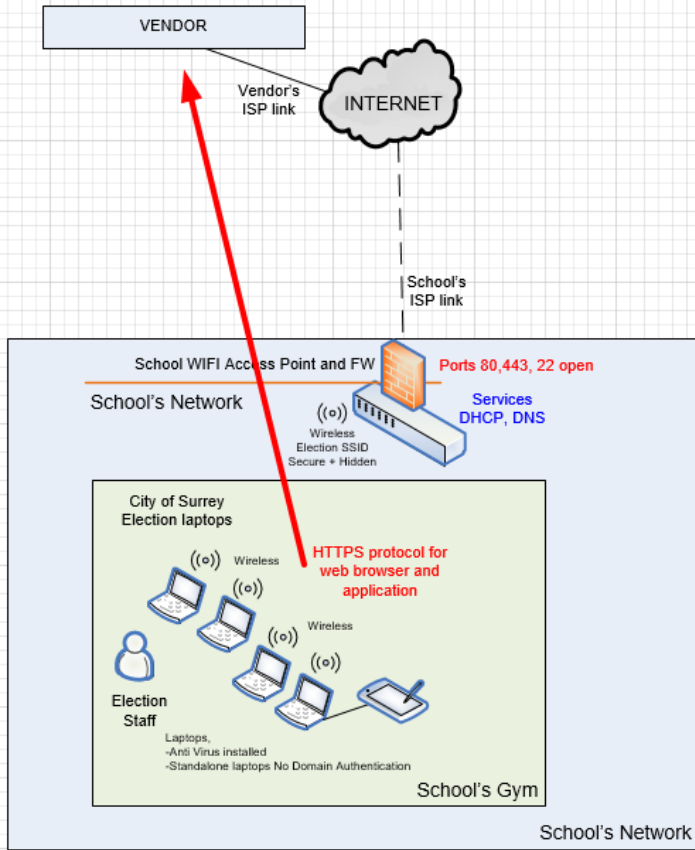 VENDOR
Vendor's
ISP link
INTERNET
School's
ISP link
School WIFI Access Point and FW
Ports 80,443, 22 open
School's Network
Services
DHCP, DNS
Wireless
Election SSID
Secure + Hidden
City of Surrey
Election laptops
Wireless
HTTPS protocol for
web browser and
application
Wireless
Election
Staff
Laptops,
-Anti Virus installed
-Standalone laptops No Domain Authentication
School's Gym
School's Network